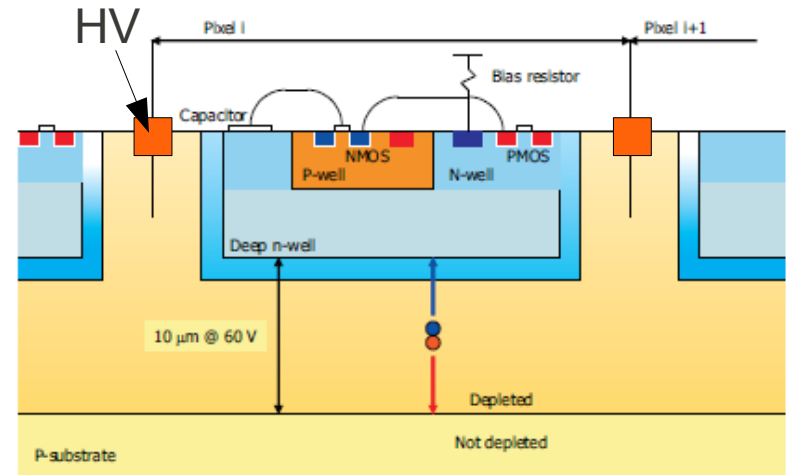 HV
Pixel i
Pixel i+1
Bias resistor
Capacitor
NMOS
PMOS
P-well
N-well
Deep n-well
10 µm @ 60 V
Depleted
Not depleted
P-substrate